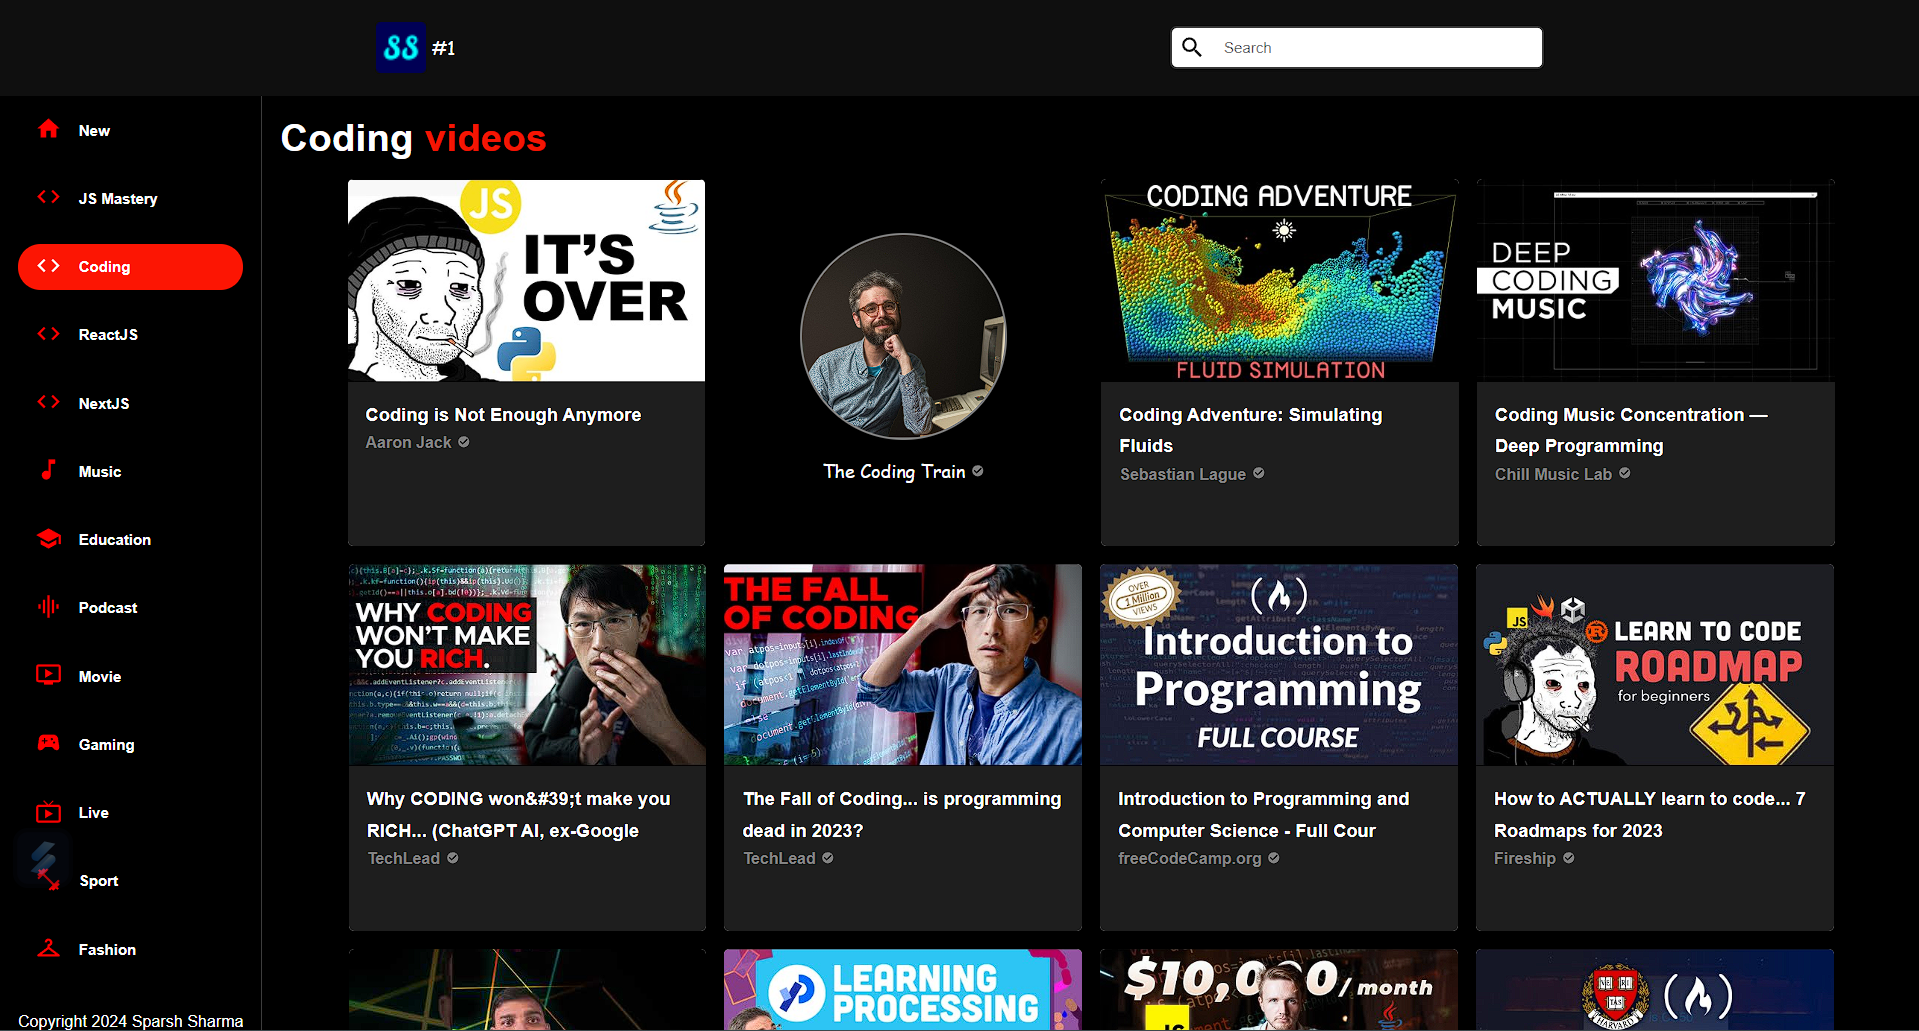 SS #1
Search
New
JS Mastery
Coding
ReactJS
NextJS
Music
Education
Podcast
Movie
Gaming
Live
Sport
Fashion
Copyright 2024 Sparsh Sharma
Coding videos
JS
IT'S
OVER
Coding is Not Enough Anymore
Aaron Jack
The Coding Train
CODING ADVENTURE
FLUID SIMULATION
Coding Adventure: Simulating
Fluids
Sebastian Lague
DEEP
CODING
MUSIC
Coding Music Concentration —
Deep Programming
Chill Music Lab
WHY CODING
WON'T MAKE
YOU RICH.
Why CODING won&#39;t make you
RICH... (ChatGPT AI, ex-Google
TechLead
THE FALL
OF CODING
The Fall of Coding... is programming
dead in 2023?
TechLead
OVER
1 Million
VIEWS
Introduction to
Programming
FULL COURSE
Introduction to Programming and
Computer Science - Full Cour
freeCodeCamp.org
JS
LEARN TO CODE
ROADMAP
for beginners
How to ACTUALLY learn to code... 7
Roadmaps for 2023
Fireship
LEARNING
PROCESSING
$10,000/month
JS
HARVARD